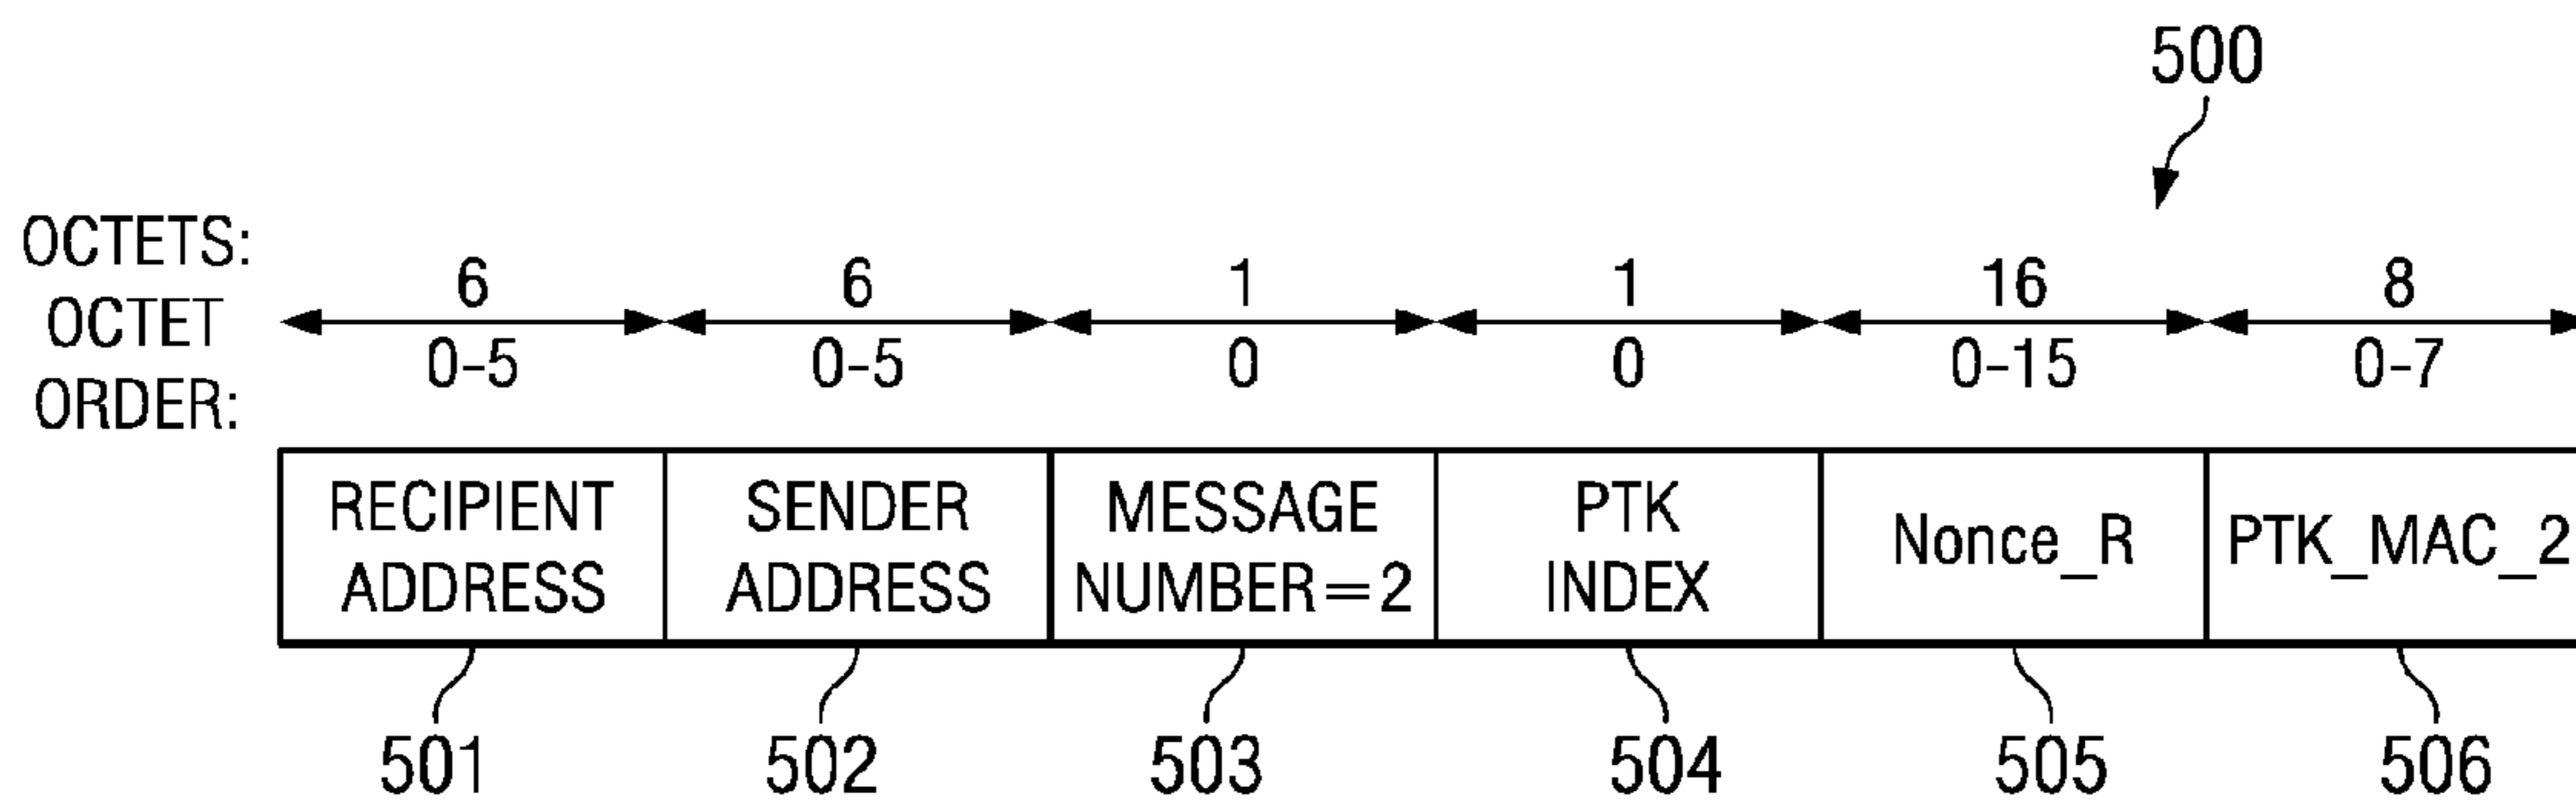 500
OCTETS:
6 6 1 1 16 8
OCTET
0-5 0-5 0 0 0-15 0-7
ORDER:
RECIPIENT SENDER MESSAGE PTK
ADDRESS ADDRESS NUMBER=2 INDEX Nonce_R PTK_MAC_2
501 502 503 504 505 506